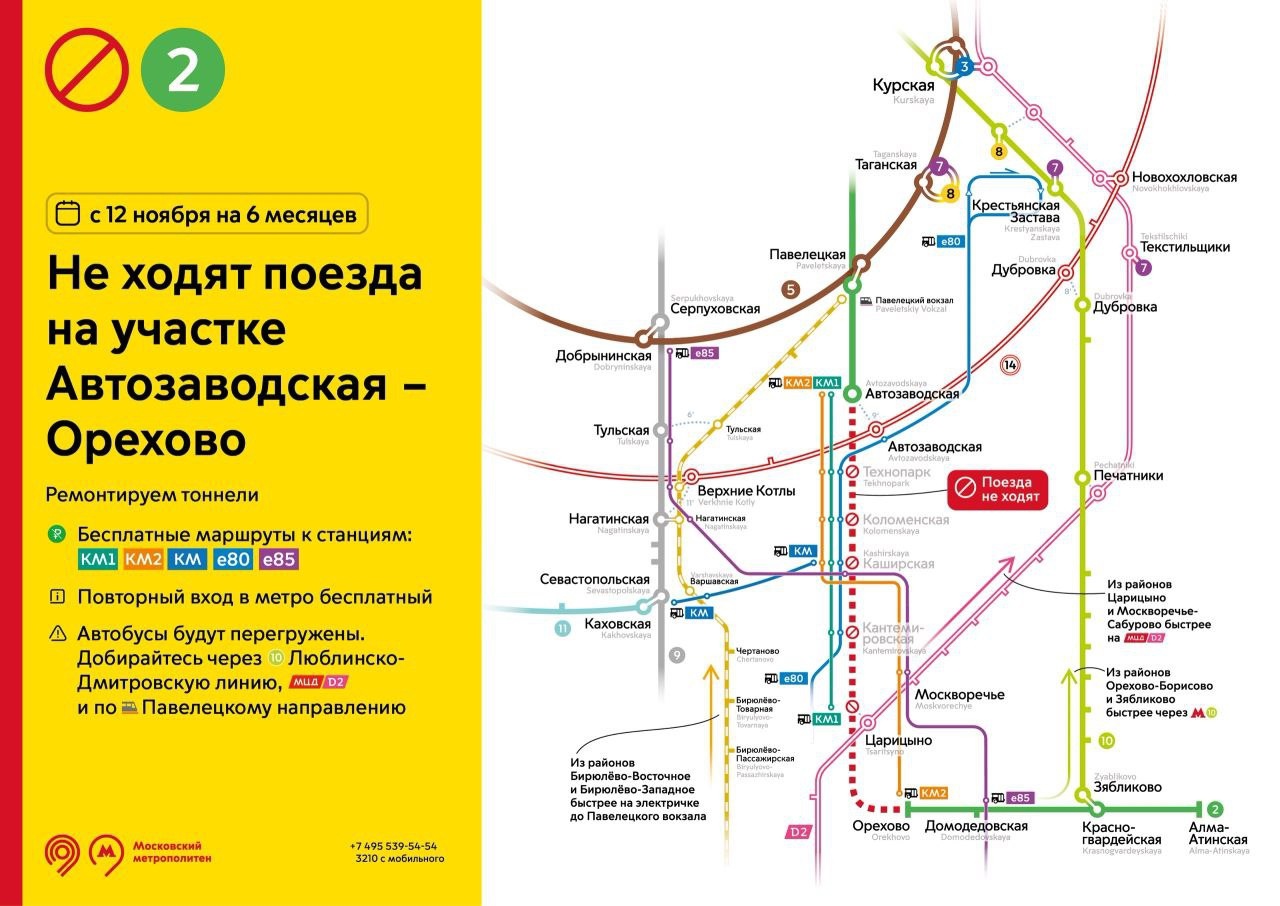 2
с 12 ноября на 6 месяцев
Не ходят поезда
на участке
Автозаводская –
Орехово
Ремонтируем тоннели
Бесплатные маршруты к станциям:
КМ1 КМ2 КМ е80 е85
Повторный вход в метро бесплатный
Автобусы будут перегружены.
Добирайтесь через 10 Люблинско-
Дмитровскую линию, МЦД/D2
и по Павелецкому направлению
Московский
метрополитен
+7 495 539-54-54
3210 с мобильного
Курская
Kurskaya
3
8
Taganskaya
Таганская
7
8
7
Новохохловская
Novokhokhlovskaya
Крестьянская
Застава
Krestyanskaya
Zastava
е80
Tekstilschiki
Текстильщики
7
Павелецкая
Paveletskaya
5
Павелецкий вокзал
Paveletskiy Vokzal
Dubrovka
Дубровка
8'
Dubrovka
Дубровка
Serpukhovskaya
Серпуховская
Добрынинская
Dobryninskaya
е85
14
КМ2 КМ1
Avtozavodskaya
Автозаводская
9'
Автозаводская
Avtozavodskaya
Тульская
Tulskaya
6'
Тульская
Tulskaya
Технопарк
Tekhnopark
Поезда
не ходят
Pechatniki
Печатники
Верхние Котлы
Verkhnie Kotly
11'
Нагатинская
Nagatinskaya
Нагатинская
Nagatinskaya
Коломенская
Kolomenskaya
КМ
Kashirskaya
Каширская
Севастопольская
Sevastopolskaya
Varshavskaya
Варшавская
КМ
11
Каховская
Kakhovskaya
9
Кантеми-
ровская
Kantemirovskaya
Из районов
Царицыно
и Москворечье-
Сабурово быстрее
на МЦД/D2
Чертаново
Chertanovo
е80
Бирюлёво-
Товарная
Biryulyovo-
Tovarnaya
КМ1
Москворечье
Moskvorechye
Из районов
Орехово-Борисово
и Зябликово
быстрее через М 10
Царицыно
Tsaritsyno
10
Бирюлёво-
Пассажирская
Biryulyovo-
Passazhirskaya
Из районов
Бирюлёво-Восточное
и Бирюлёво-Западное
быстрее на электричке
до Павелецкого вокзала
Zyablikovo
Зябликово
КМ2
е85
D2
Орехово
Orekhovo
Домодедовская
Domodedovskaya
Красно-
гвардейская
Krasnogvardeyskaya
2
Алма-
Атинская
Alma-Atinskaya